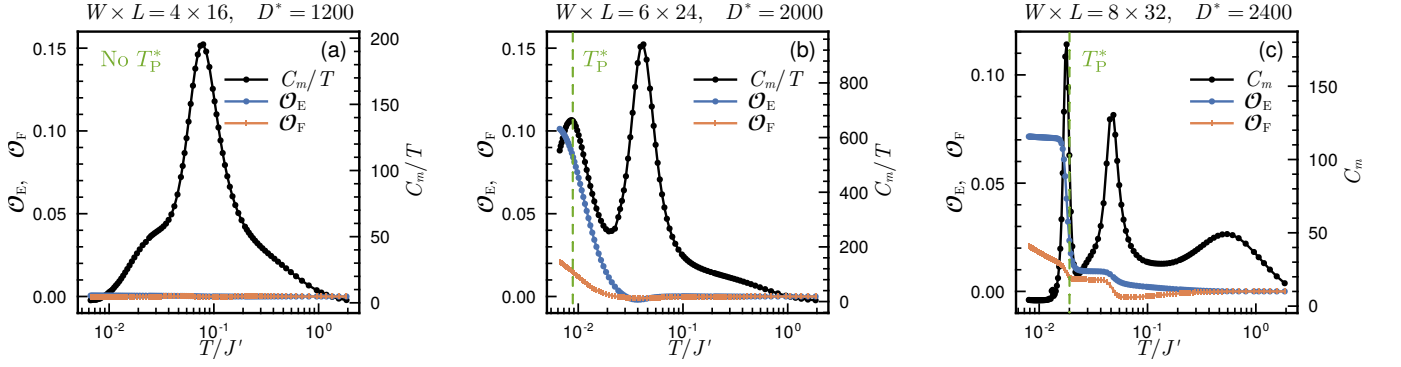 W × L = 4 × 16, D* = 1200
(a)
No T*_P
C_m/T
𝒪_E
𝒪_F
0.15
0.10
0.05
0.00
𝒪_E, 𝒪_F
200
150
100
50
0
C_m/T
10^-2
10^-1
10^0
T/J'
W × L = 6 × 24, D* = 2000
(b)
T*_P
C_m/T
𝒪_E
𝒪_F
0.15
0.10
0.05
0.00
𝒪_E, 𝒪_F
800
600
400
200
0
C_m/T
10^-2
10^-1
10^0
T/J'
W × L = 8 × 32, D* = 2400
(c)
T*_P
C_m
𝒪_E
𝒪_F
0.10
0.05
0.00
𝒪_E, 𝒪_F
150
100
50
0
C_m
10^-2
10^-1
10^0
T/J'